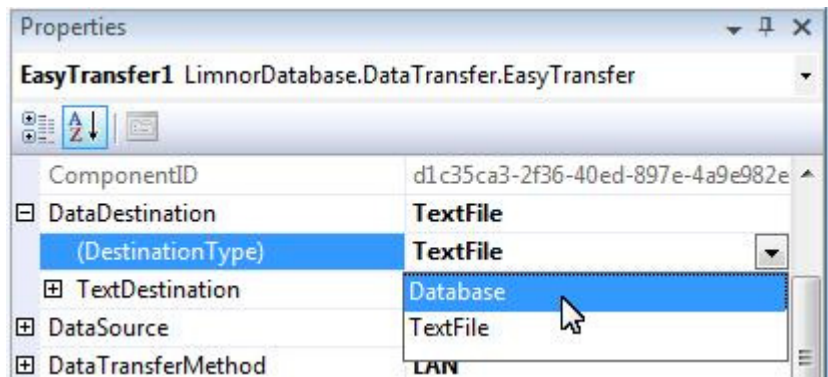 Properties
EasyTransfer1 LimnorDatabase.DataTransfer.EasyTransfer
ComponentID d1c35ca3-2f36-40ed-897e-4a9e982e
DataDestination TextFile
(DestinationType) TextFile
TextDestination Database
DataSource TextFile
DataTransferMethod LAN